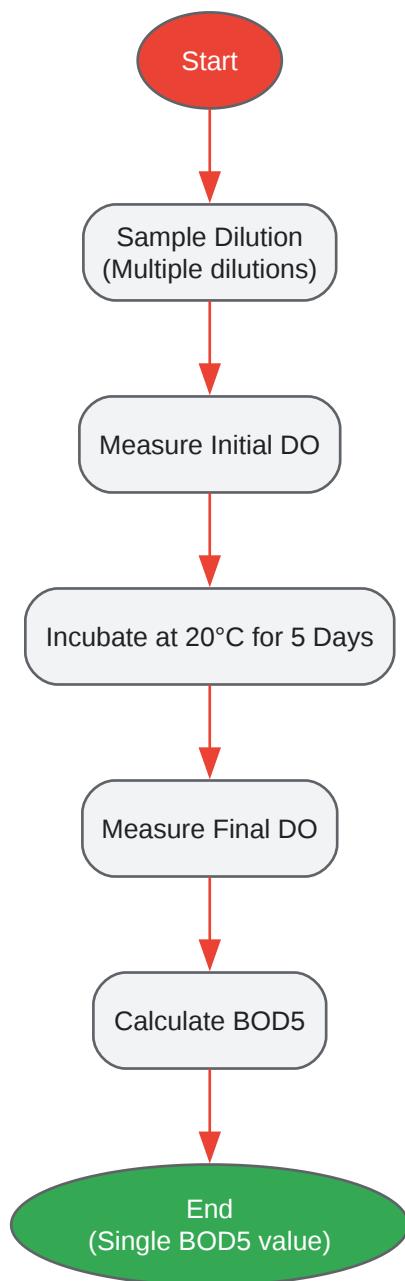 Start
Sample Dilution
(Multiple dilutions)
Measure Initial DO
Incubate at 20°C for 5 Days
Measure Final DO
Calculate BOD5
End
(Single BOD5 value)